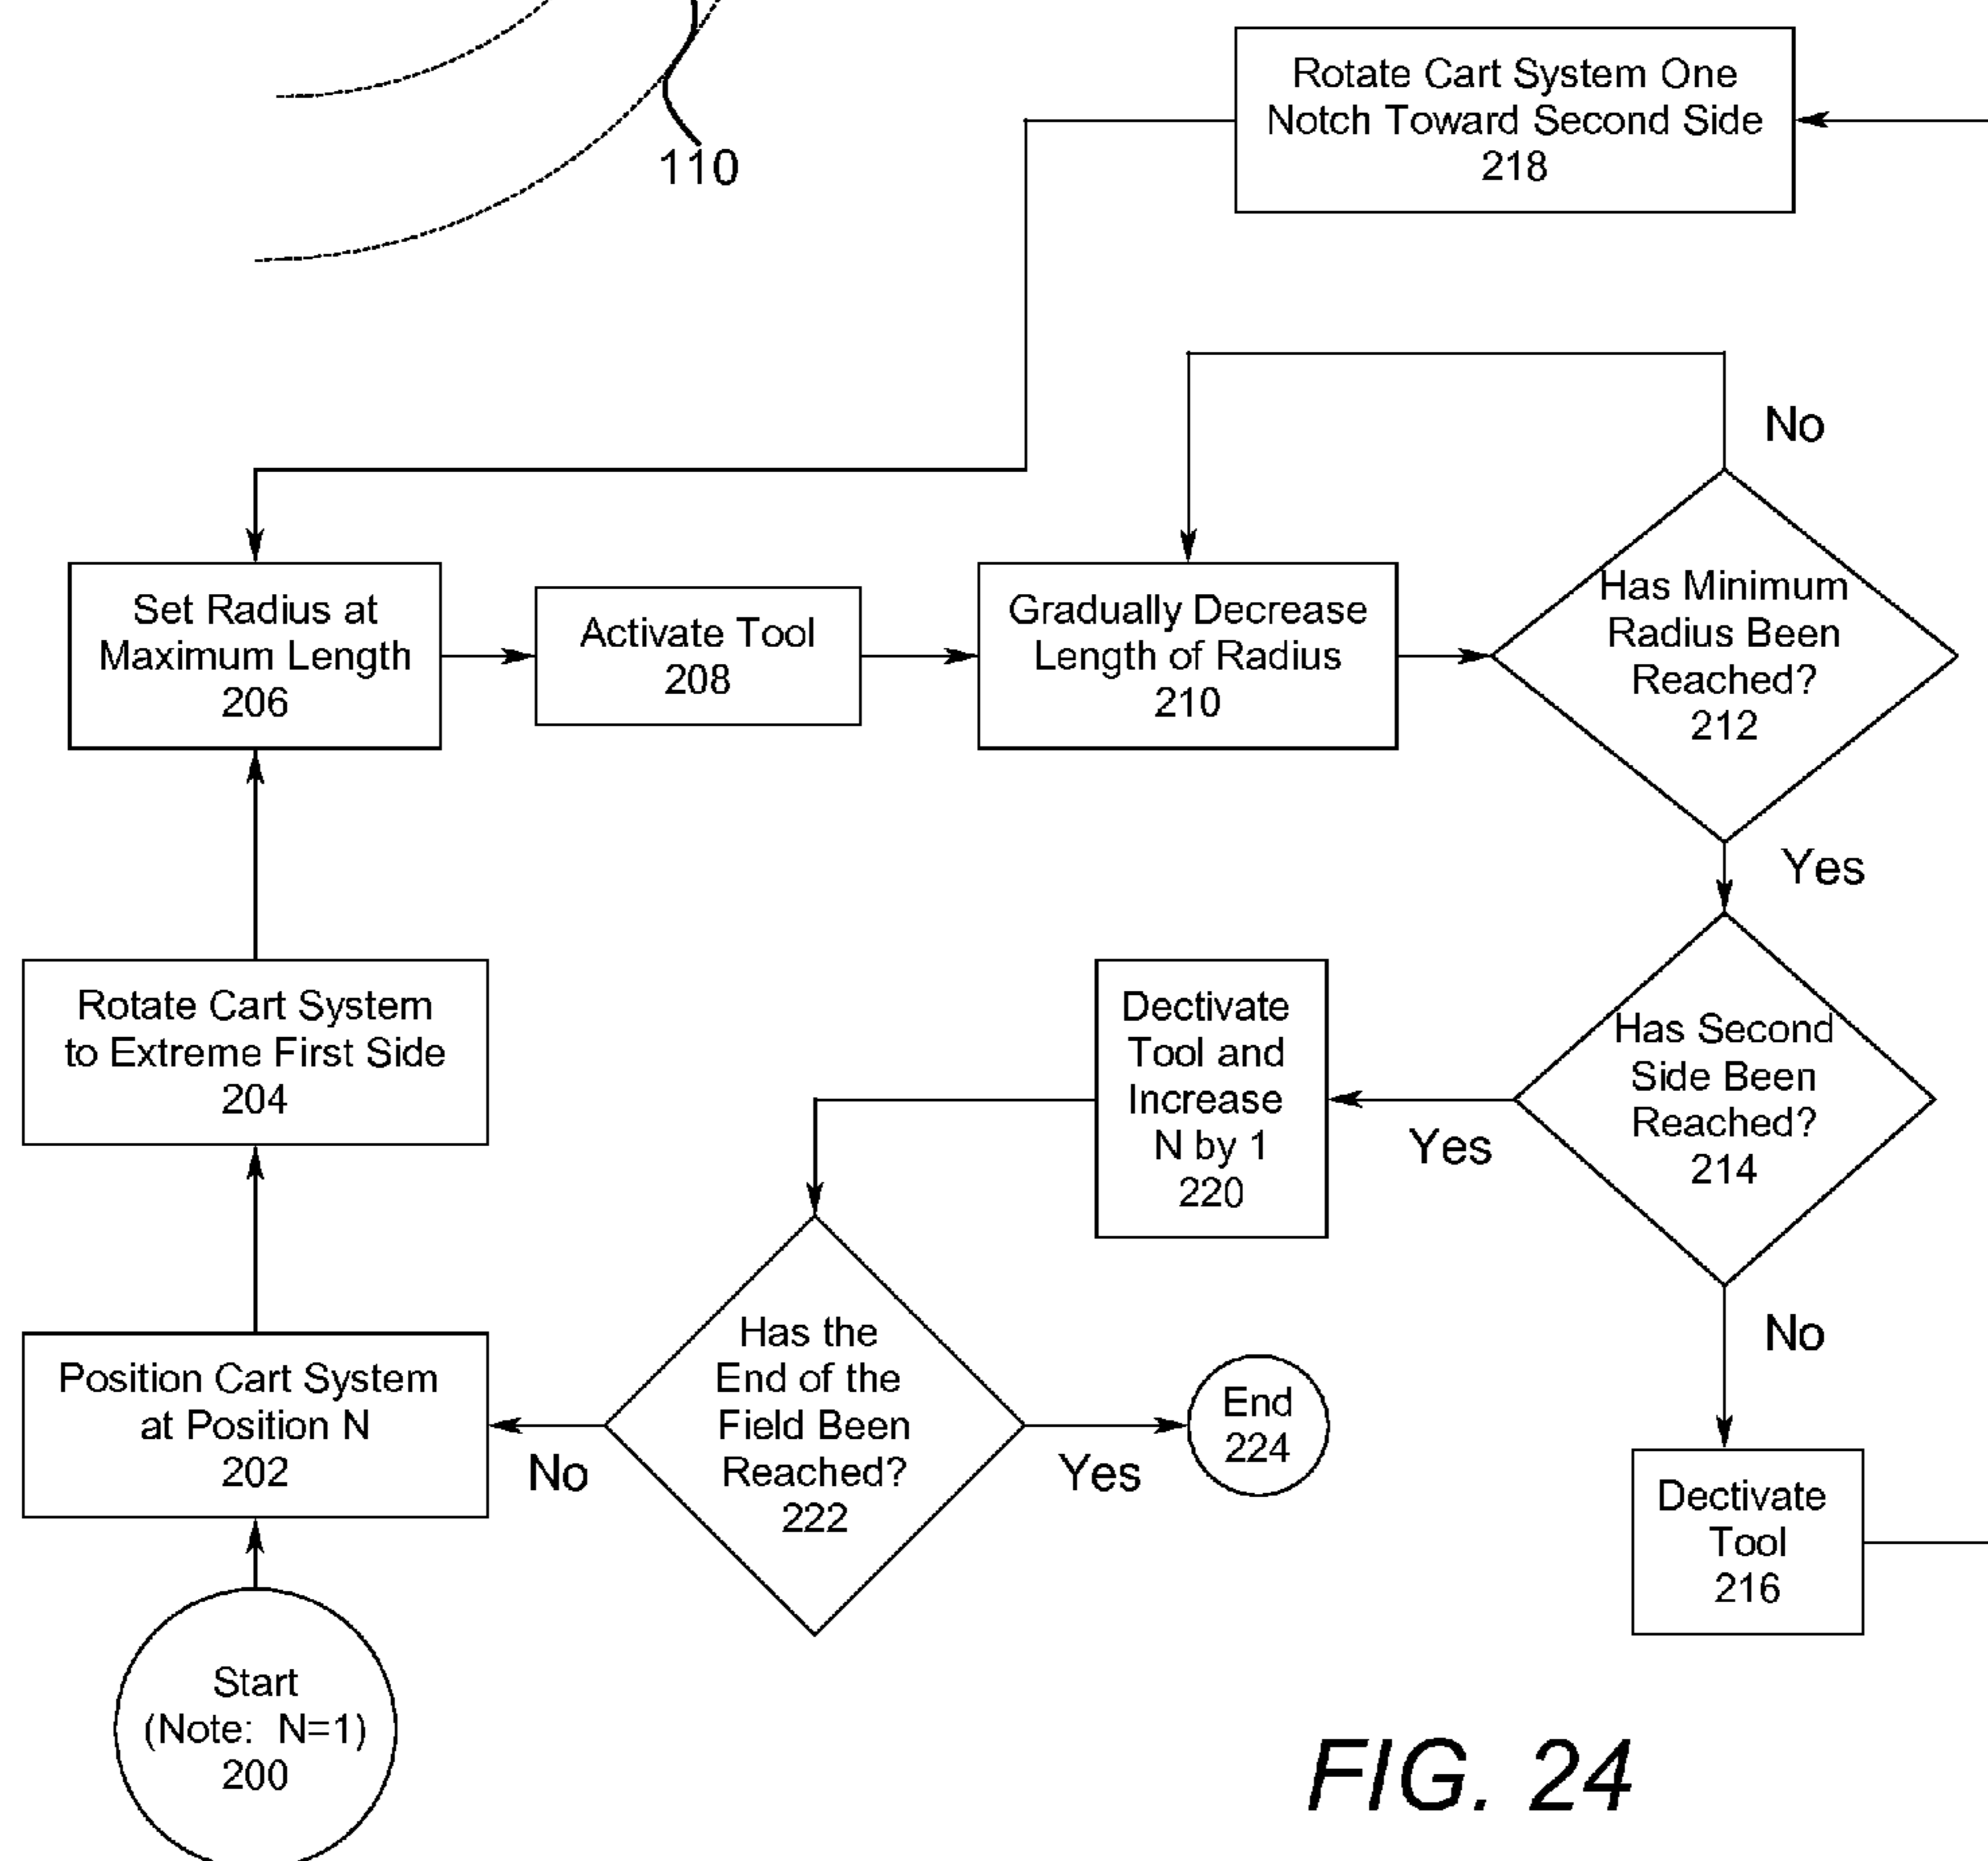 110
Rotate Cart System One
Notch Toward Second Side
218
No
Set Radius at
Maximum Length
206
Activate Tool
208
Gradually Decrease
Length of Radius
210
Has Minimum
Radius Been
Reached?
212
Yes
Rotate Cart System
to Extreme First Side
204
Dectivate
Tool and
Increase
N by 1
220
Yes
Has Second
Side Been
Reached?
214
No
Position Cart System
at Position N
202
No
Has the
End of the
Field Been
Reached?
222
Yes
End
224
Dectivate
Tool
216
Start
(Note: N=1)
200
FIG. 24